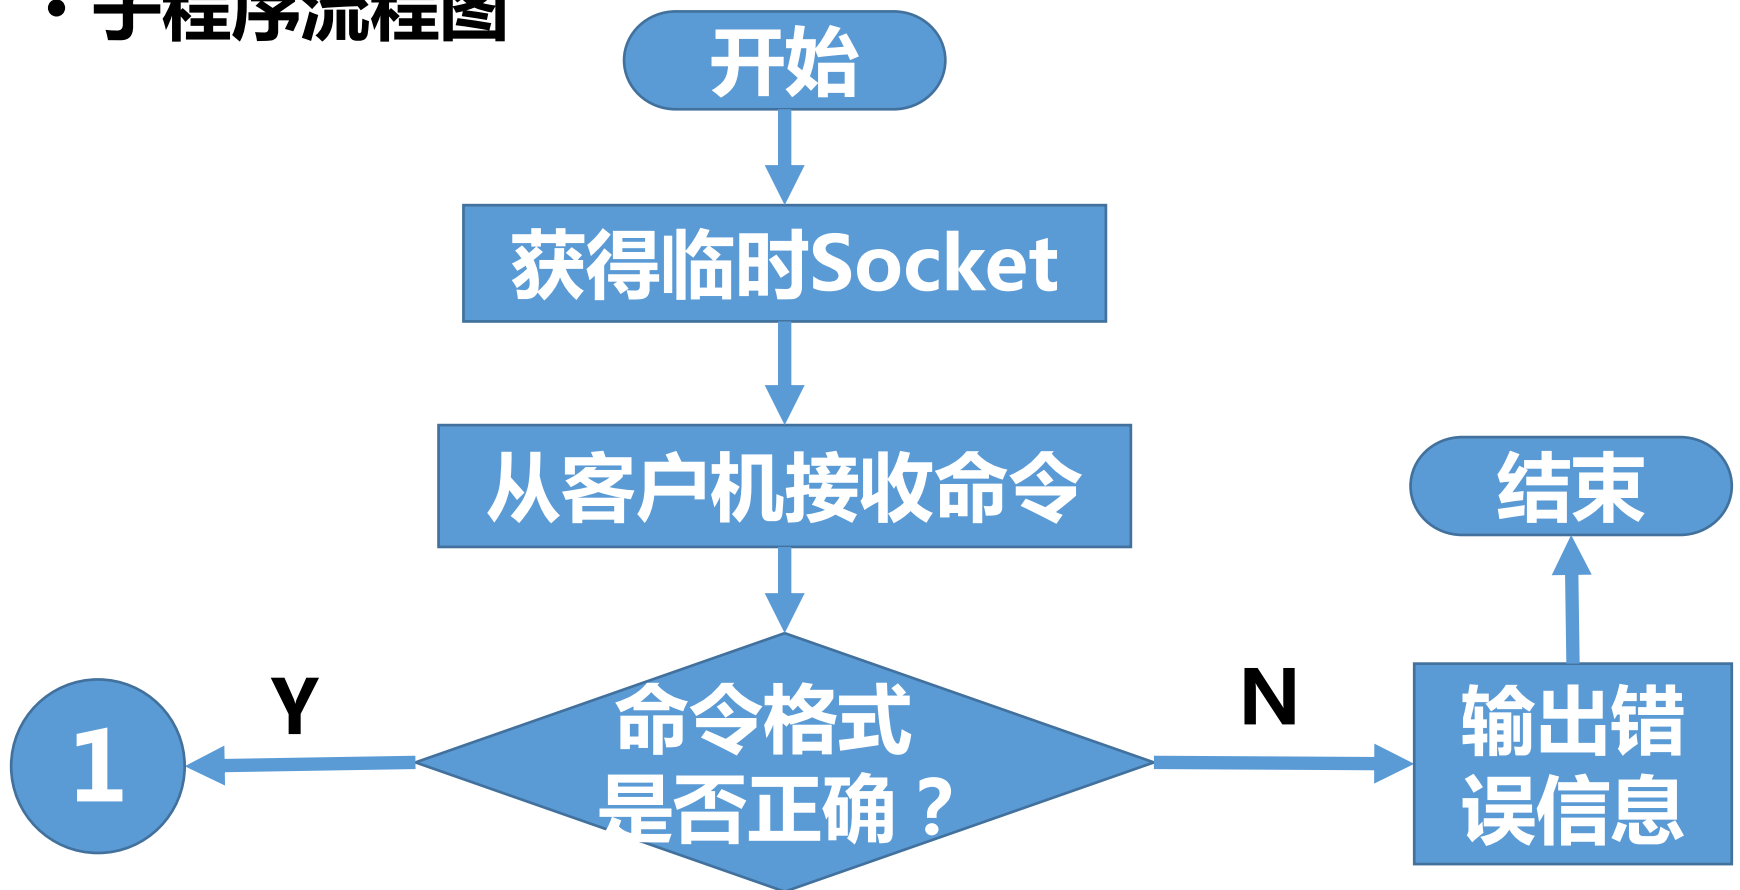 • 子程序流程图
开始
获得临时Socket
从客户机接收命令
结束
Y
N
1
命令格式
是否正确？
输出错
误信息